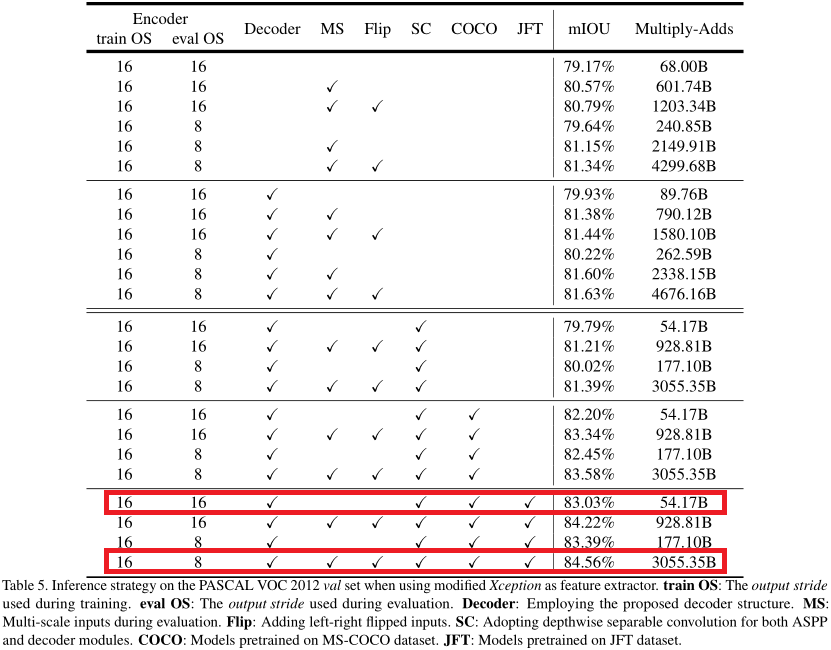 Encoder
train OS eval OS Decoder MS Flip SC COCO JFT mIOU Multiply-Adds
16 16 79.17% 68.00B
16 16 ✓ 80.57% 601.74B
16 16 ✓ ✓ 80.79% 1203.34B
16 8 79.64% 240.85B
16 8 ✓ 81.15% 2149.91B
16 8 ✓ ✓ 81.34% 4299.68B
16 16 ✓ 79.93% 89.76B
16 16 ✓ ✓ 81.38% 790.12B
16 16 ✓ ✓ ✓ 81.44% 1580.10B
16 8 ✓ 80.22% 262.59B
16 8 ✓ ✓ 81.60% 2338.15B
16 8 ✓ ✓ ✓ 81.63% 4676.16B
16 16 ✓ ✓ 79.79% 54.17B
16 16 ✓ ✓ ✓ ✓ 81.21% 928.81B
16 8 ✓ ✓ 80.02% 177.10B
16 8 ✓ ✓ ✓ ✓ 81.39% 3055.35B
16 16 ✓ ✓ ✓ 82.20% 54.17B
16 16 ✓ ✓ ✓ ✓ ✓ 83.34% 928.81B
16 8 ✓ ✓ ✓ 82.45% 177.10B
16 8 ✓ ✓ ✓ ✓ ✓ 83.58% 3055.35B
16 16 ✓ ✓ ✓ ✓ 83.03% 54.17B
16 16 ✓ ✓ ✓ ✓ ✓ ✓ 84.22% 928.81B
16 8 ✓ ✓ ✓ ✓ 83.39% 177.10B
16 8 ✓ ✓ ✓ ✓ ✓ ✓ 84.56% 3055.35B
Table 5. Inference strategy on the PASCAL VOC 2012 val set when using modified Xception as feature extractor. train OS: The output stride
used during training. eval OS: The output stride used during evaluation. Decoder: Employing the proposed decoder structure. MS:
Multi-scale inputs during evaluation. Flip: Adding left-right flipped inputs. SC: Adopting depthwise separable convolution for both ASPP
and decoder modules. COCO: Models pretrained on MS-COCO dataset. JFT: Models pretrained on JFT dataset.